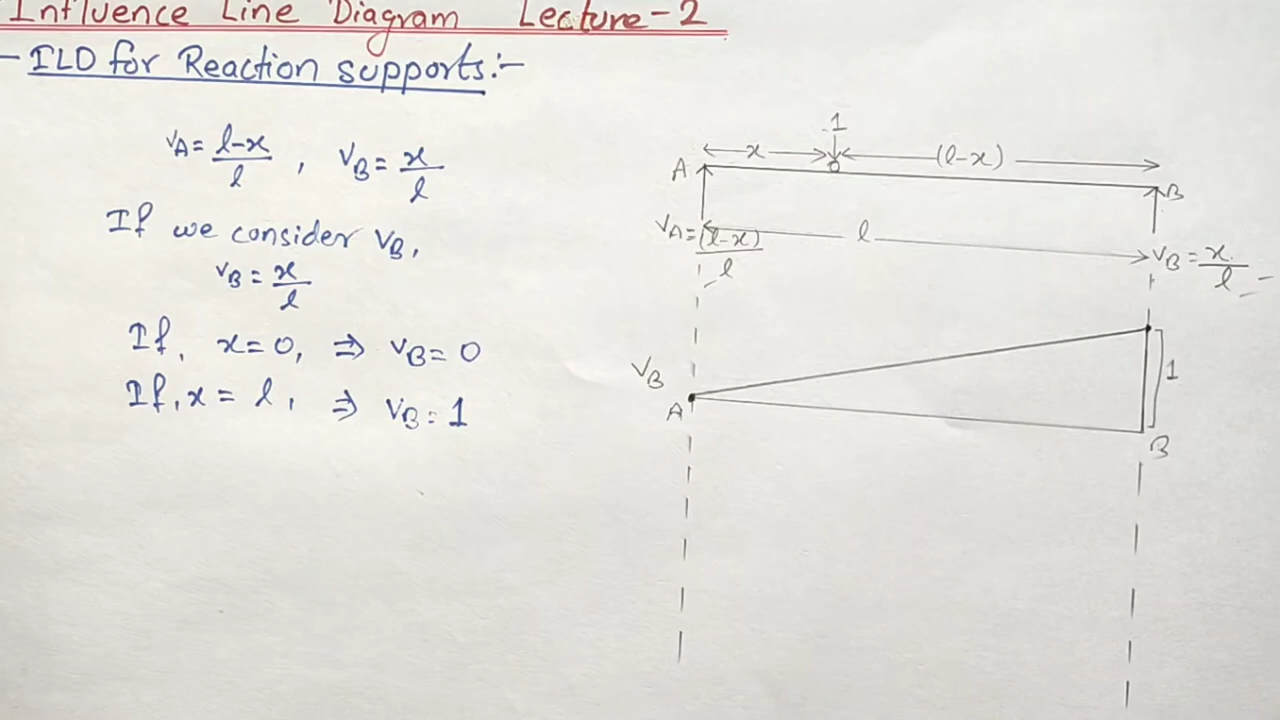 Influence Line Diagram Lecture-2
- ILD for Reaction supports:-
VA = (l-x)/l , VB = x/l
If we consider VB,
VB = x/l
If, x=0, ⇒ VB = 0
If, x = l, ⇒ VB = 1
1
x (l-x)
A B
VA = (l-x)/l l VB = x/l
VB
A 1
B